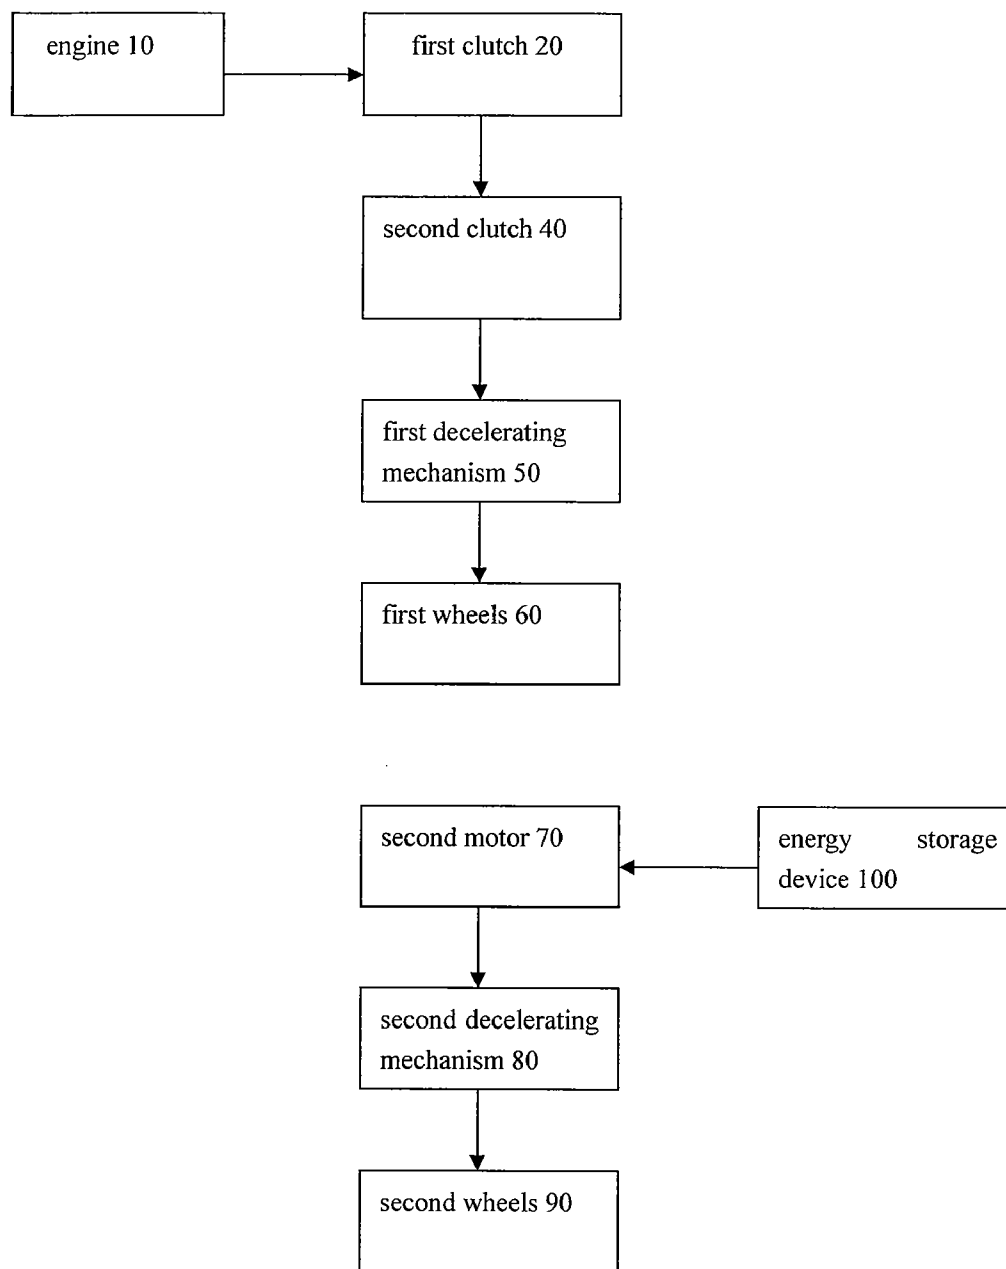 engine 10
first clutch 20
second clutch 40
first decelerating
mechanism 50
first wheels 60
second motor 70
energy storage
device 100
second decelerating
mechanism 80
second wheels 90